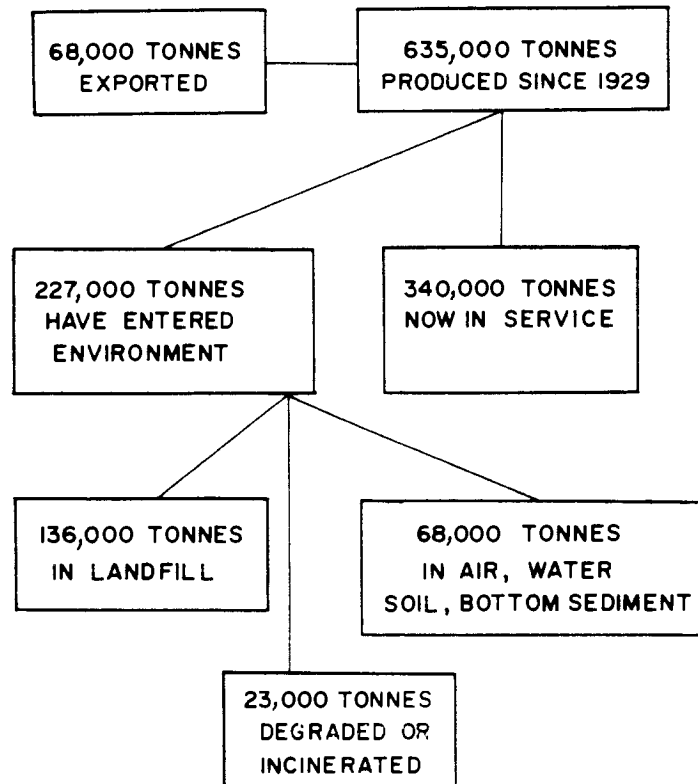 68,000 TONNES
EXPORTED
635,000 TONNES
PRODUCED SINCE 1929
227,000 TONNES
HAVE ENTERED
ENVIRONMENT
340,000 TONNES
NOW IN SERVICE
136,000 TONNES
IN LANDFILL
68,000 TONNES
IN AIR, WATER
SOIL, BOTTOM SEDIMENT
23,000 TONNES
DEGRADED OR
INCINERATED